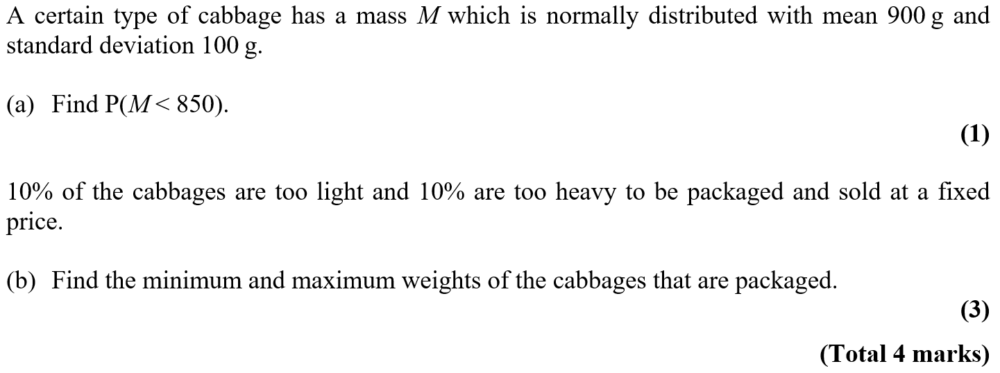 A certain type of cabbage has a mass M which is normally distributed with mean 900 g and
standard deviation 100 g.
(a) Find P(M < 850).
(1)
10% of the cabbages are too light and 10% are too heavy to be packaged and sold at a fixed
price.
(b) Find the minimum and maximum weights of the cabbages that are packaged.
(3)
(Total 4 marks)